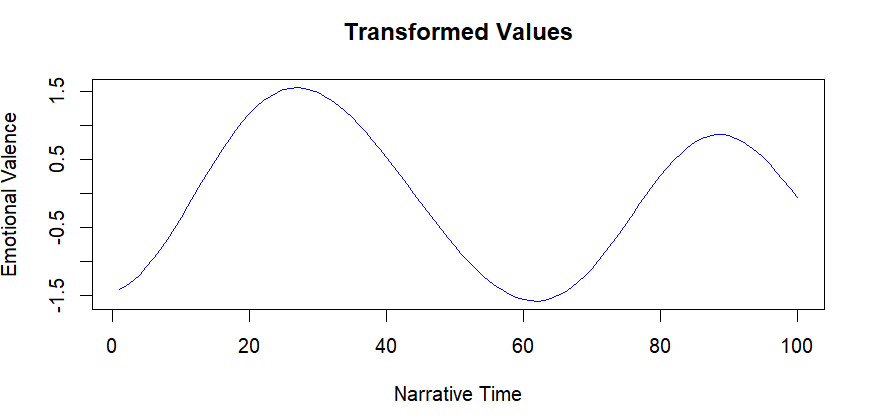 Transformed Values
Emotional Valence
1.5
0.5
-0.5
-1.5
0 20 40 60 80 100
Narrative Time